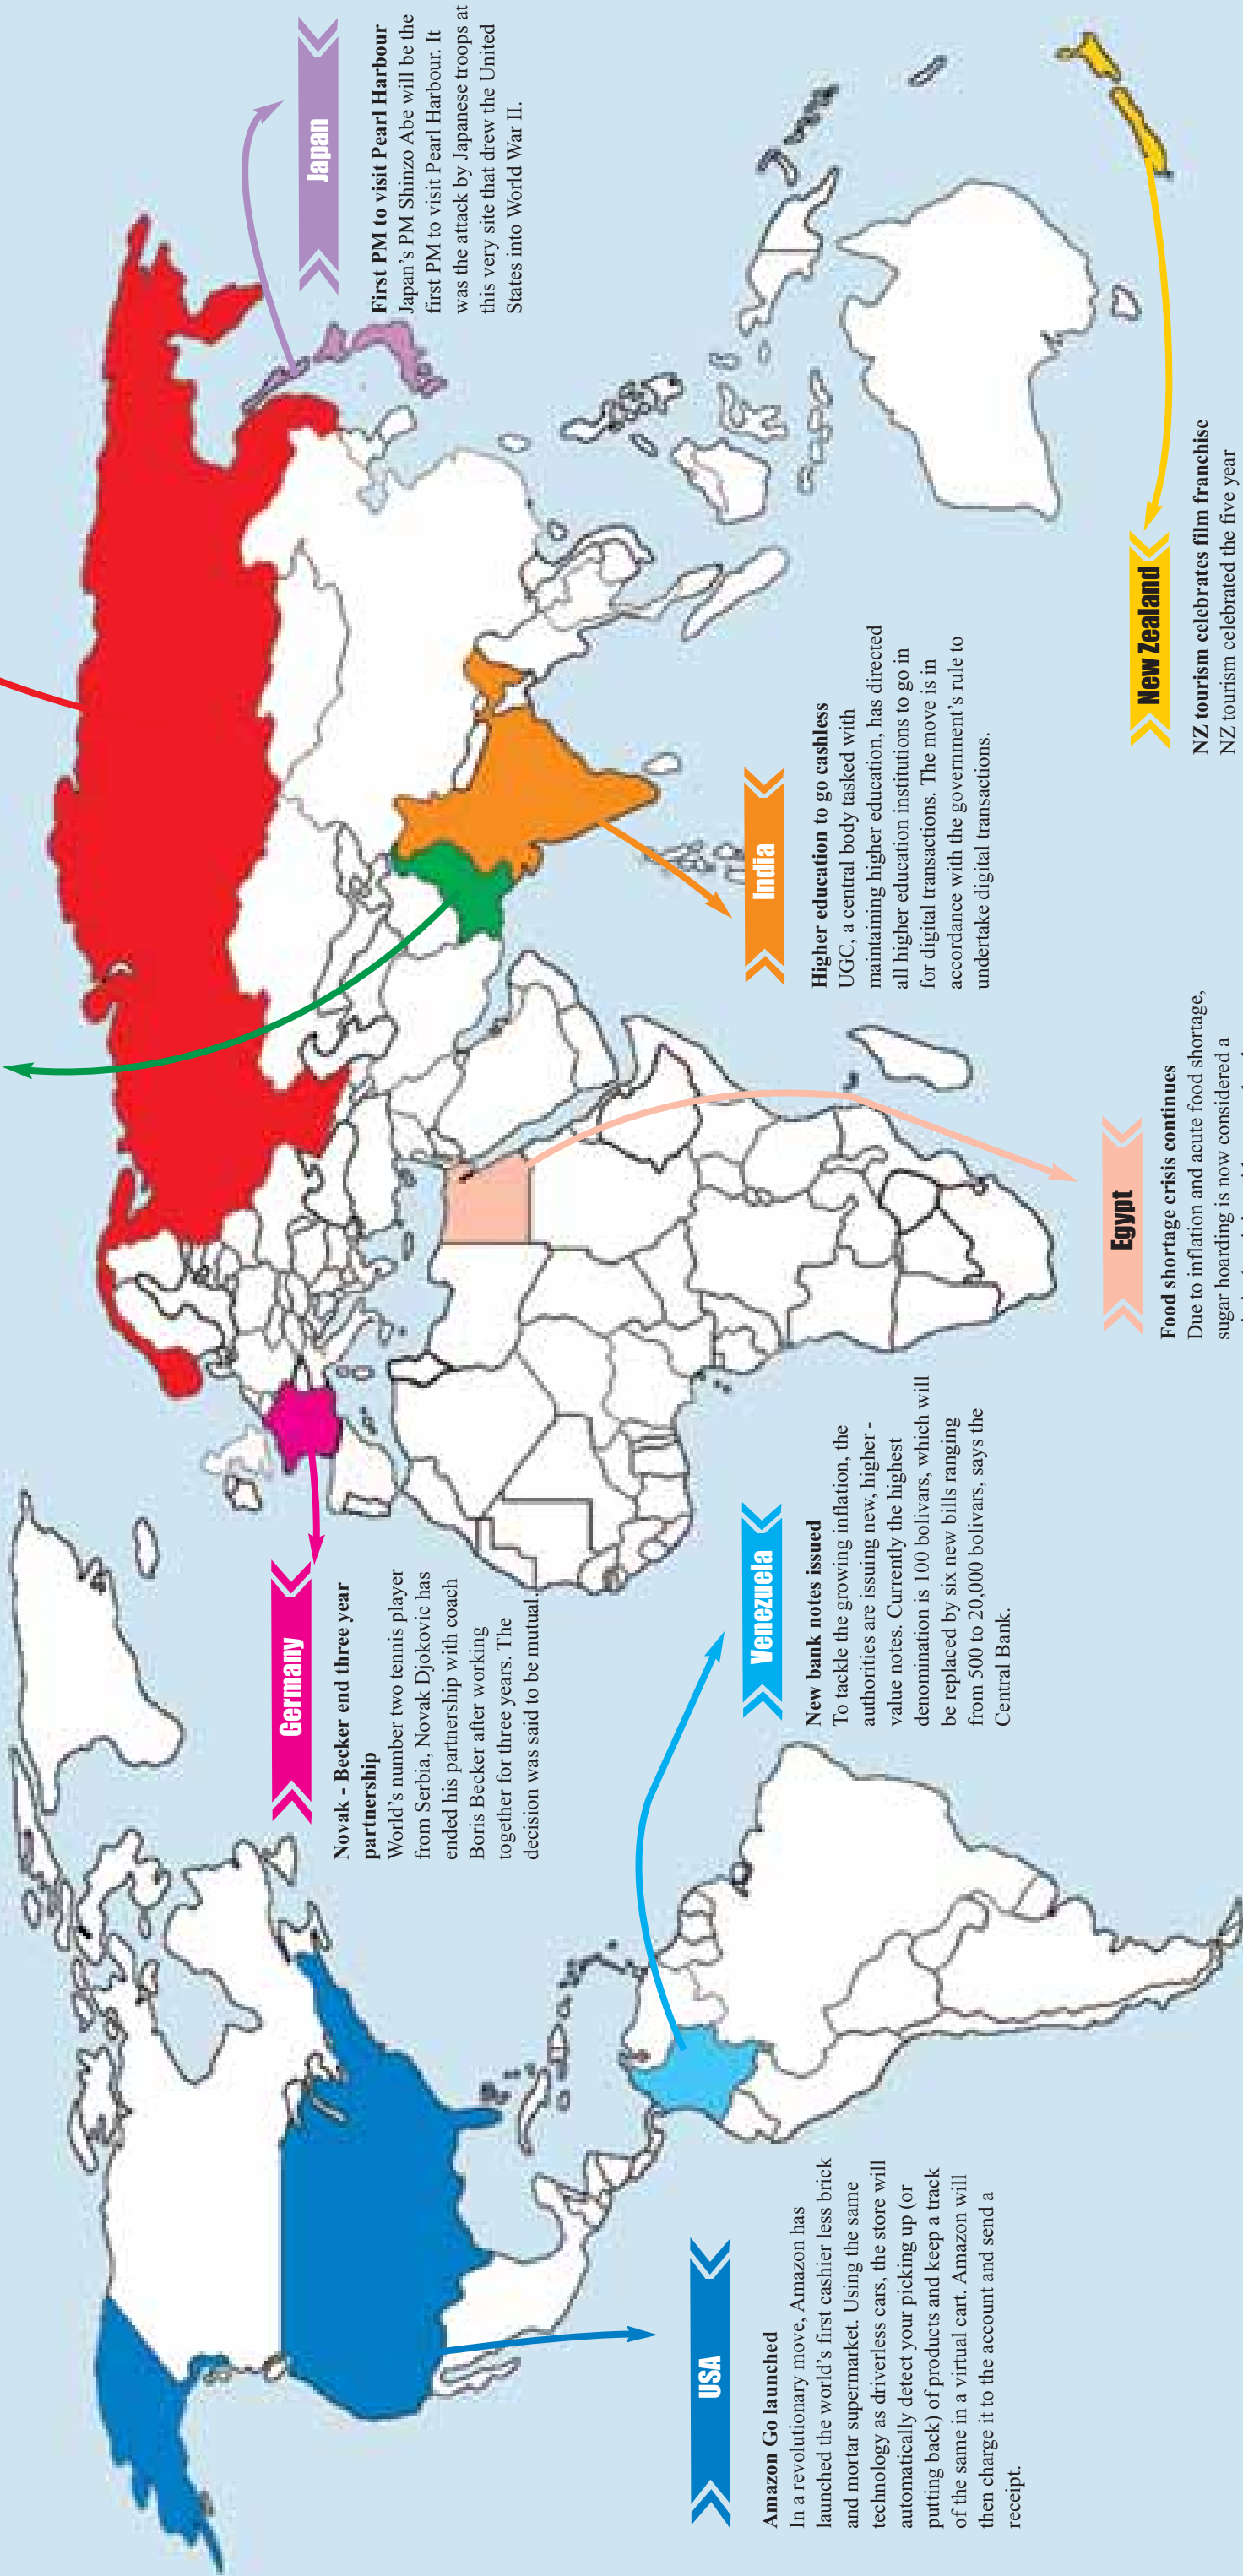 USA
Amazon Go launched
In a revolutionary move, Amazon has
launched the world's first cashier less brick
and mortar supermarket. Using the same
technology as driverless cars, the store will
automatically detect your picking up (or
putting back) of products and keep a track
of the same in a virtual cart. Amazon will
then charge it to the account and send a
receipt.
Germany
Novak - Becker end three year
partnership
World's number two tennis player
from Serbia, Novak Djokovic has
ended his partnership with coach
Boris Becker after working
together for three years. The
decision was said to be mutual.
Venezuela
New bank notes issued
To tackle the growing inflation, the
authorities are issuing new, higher -
value notes. Currently the highest
denomination is 100 bolivars, which will
be replaced by six new bills ranging
from 500 to 20,000 bolivars, says the
Central Bank.
Egypt
Food shortage crisis continues
Due to inflation and acute food shortage,
sugar hoarding is now considered a
India
Higher education to go cashless
UGC, a central body tasked with
maintaining higher education, has directed
all higher education institutions to go in
for digital transactions. The move is in
accordance with the government's rule to
undertake digital transactions.
New Zealand
NZ tourism celebrates film franchise
NZ tourism celebrated the five year
Japan
First PM to visit Pearl Harbour
Japan's PM Shinzo Abe will be the
first PM to visit Pearl Harbour. It
was the attack by Japanese troops at
this very site that drew the United
States into World War II.